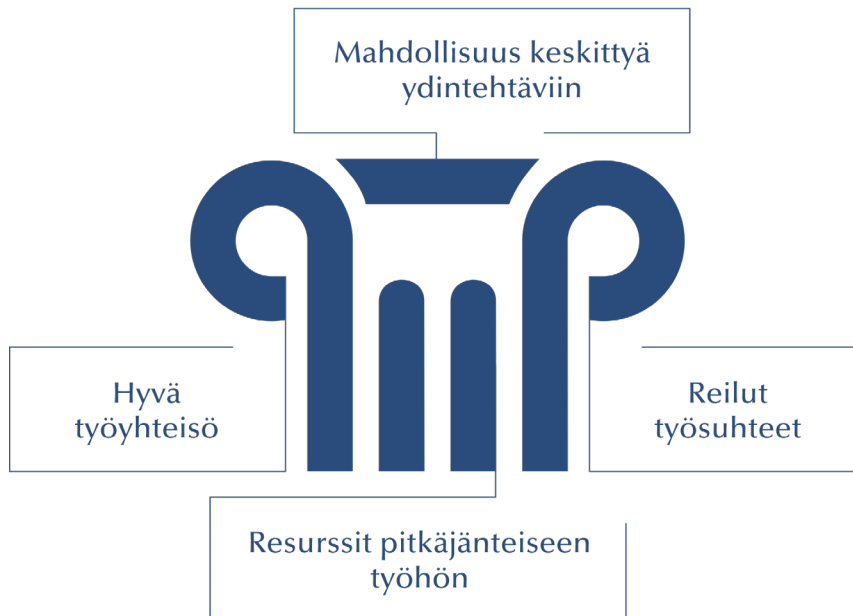 Mahdollisuus keskittyä
ydintehtäviin
Hyvä
työyhteisö
Reilut
työsuhteet
Resurssit pitkäjänteiseen
työhön